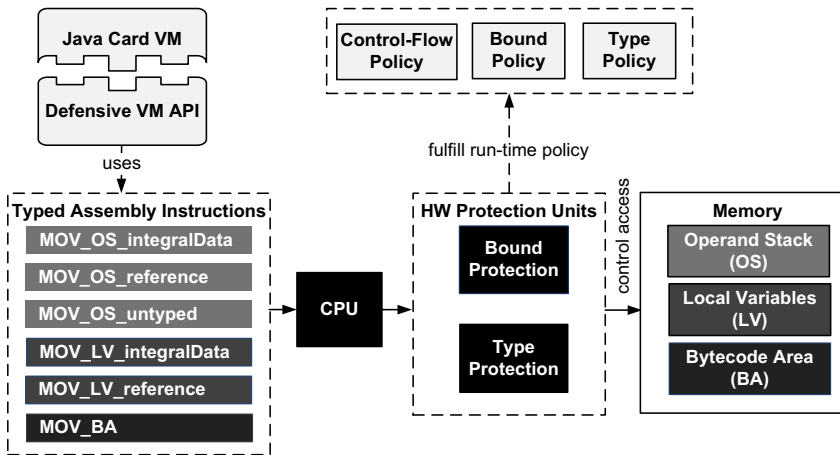 Java Card VM
Defensive VM API
uses
Control-Flow
Policy
Bound
Policy
Type
Policy
fulfill run-time policy
Typed Assembly Instructions
MOV_OS_integralData
MOV_OS_reference
MOV_OS_untyped
MOV_LV_integralData
MOV_LV_reference
MOV_BA
CPU
HW Protection Units
Bound
Protection
Type
Protection
control access
Memory
Operand Stack
(OS)
Local Variables
(LV)
Bytecode Area
(BA)